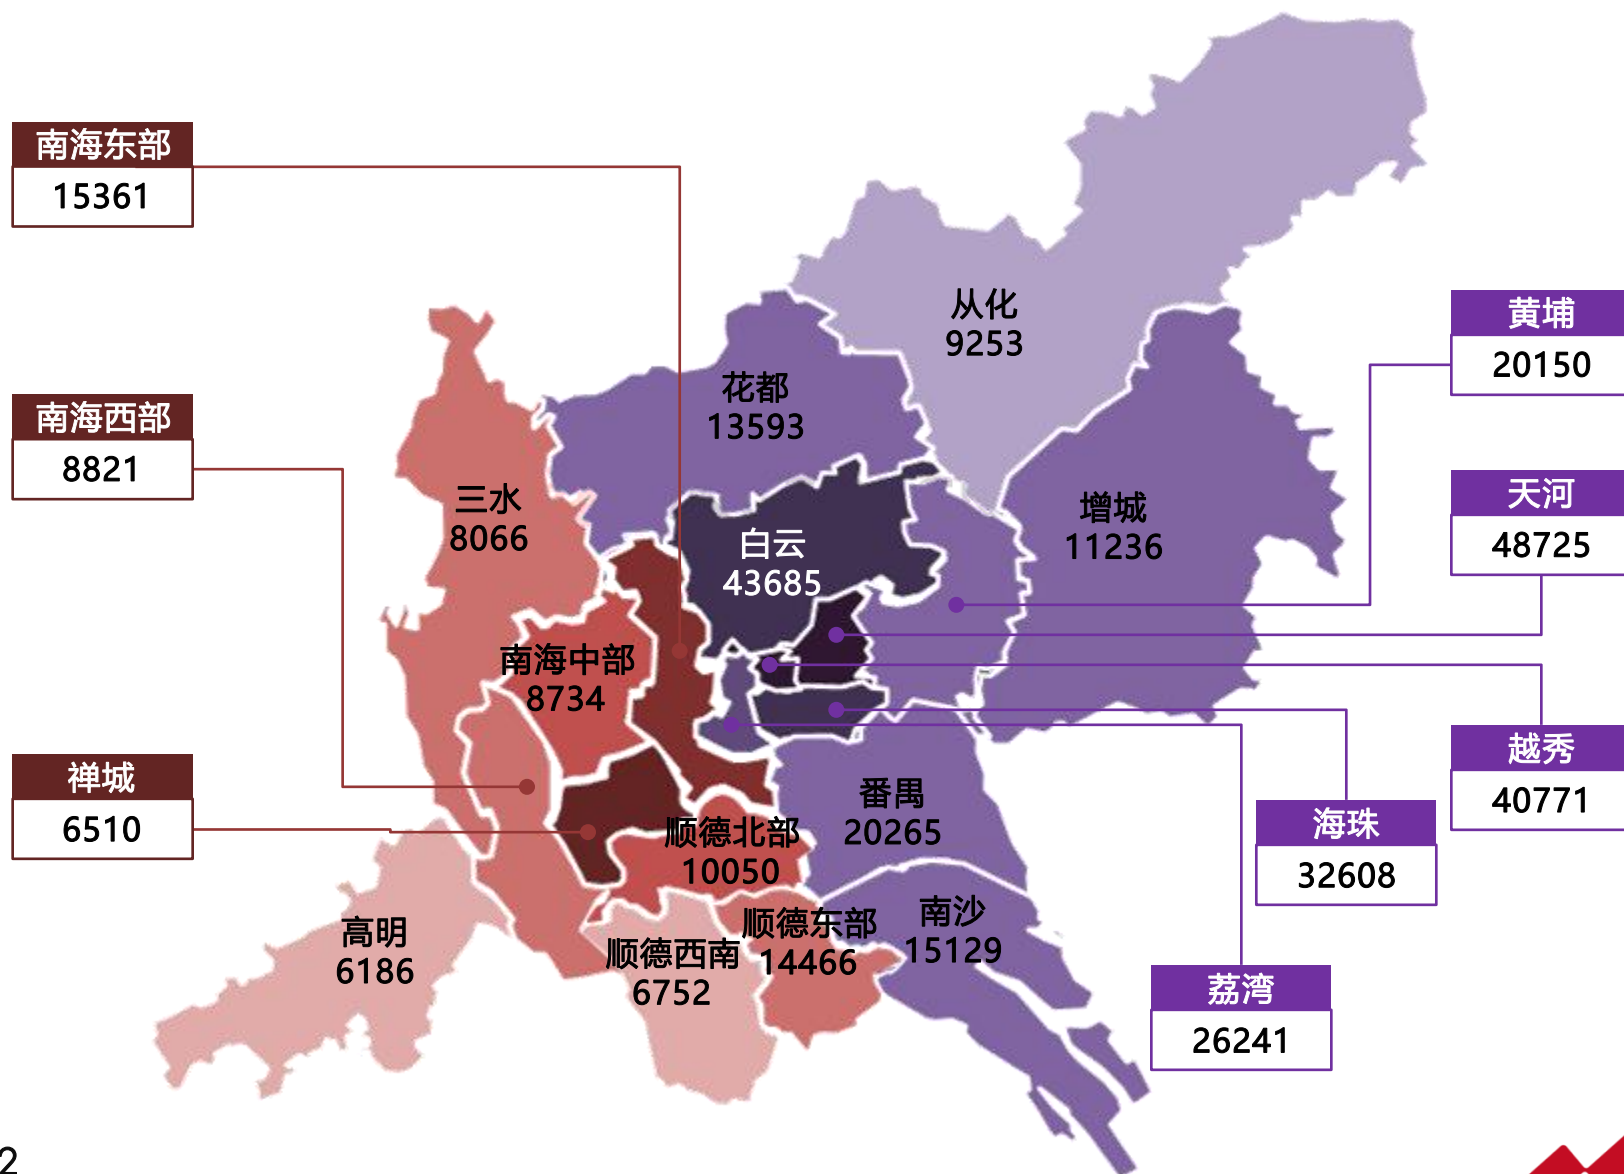 南海东部
15361
从化
9253
黄埔
20150
花都
13593
南海西部
8821
三水
8066
增城
11236
天河
48725
白云
43685
南海中部
8734
越秀
40771
禅城
6510
番禺
20265
海珠
32608
顺德北部
10050
高明
6186
顺德西南
6752
顺德东部
14466
南沙
15129
荔湾
26241
2